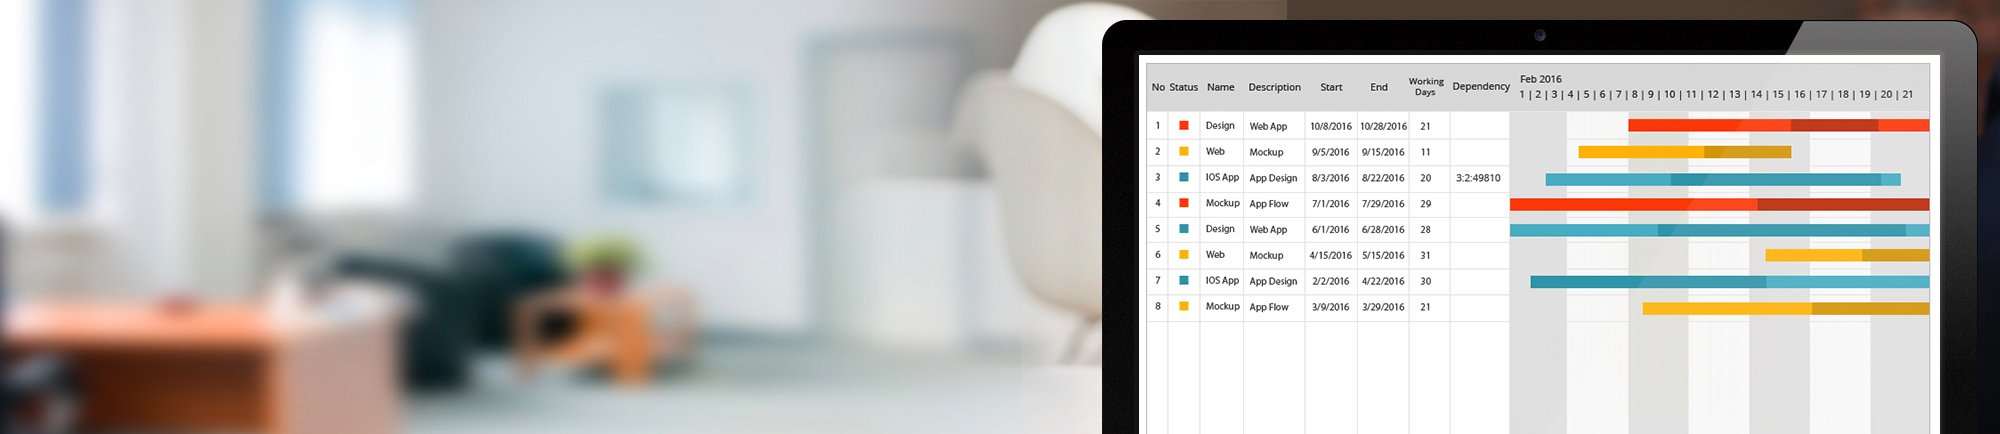 No Status Name Description Start End Working Days Dependency Feb 2016
1 | 2 | 3 | 4 | 5 | 6 | 7 | 8 | 9 | 10 | 11 | 12 | 13 | 14 | 15 | 16 | 17 | 18 | 19 | 20 | 21
1 Design Web App 10/8/2016 10/28/2016 21
2 Web Mockup 9/5/2016 9/15/2016 11
3 IOS App App Design 8/3/2016 8/22/2016 20 3:2:49810
4 Mockup App Flow 7/1/2016 7/29/2016 29
5 Design Web App 6/1/2016 6/28/2016 28
6 Web Mockup 4/15/2016 5/15/2016 31
7 IOS App App Design 2/2/2016 4/22/2016 30
8 Mockup App Flow 3/9/2016 3/29/2016 21